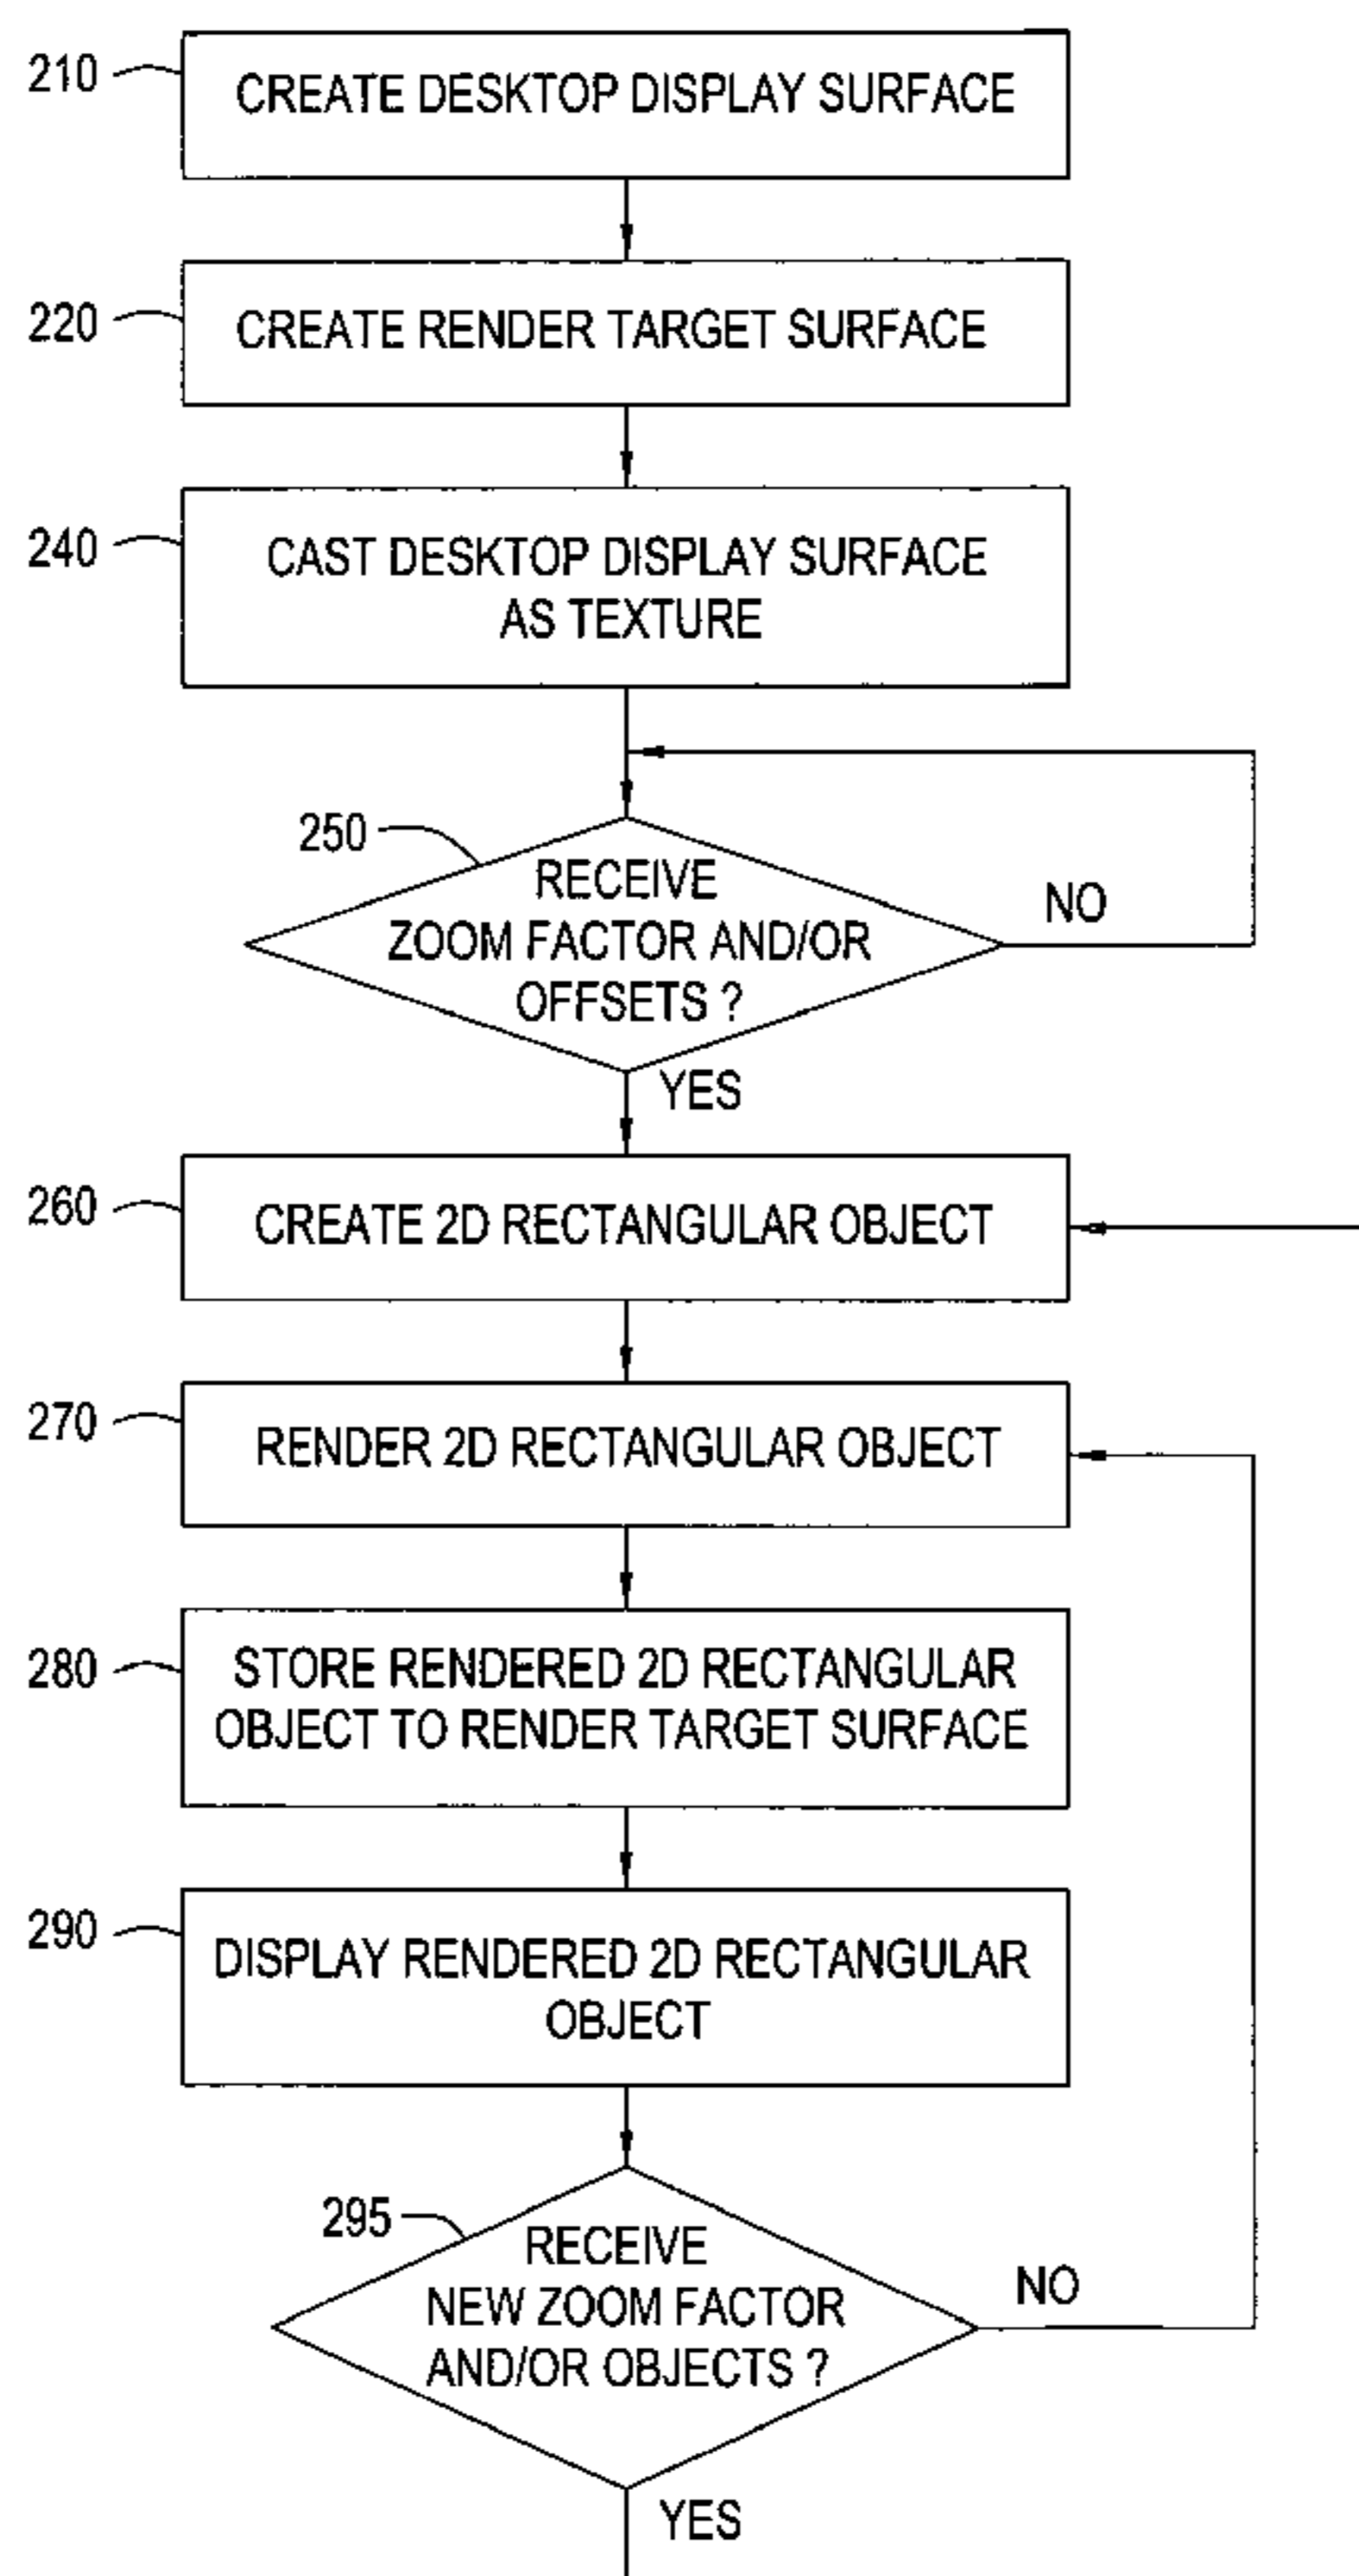 210
CREATE DESKTOP DISPLAY SURFACE
220
CREATE RENDER TARGET SURFACE
240
CAST DESKTOP DISPLAY SURFACE
AS TEXTURE
250
RECEIVE
ZOOM FACTOR AND/OR
OFFSETS ?
NO
YES
260
CREATE 2D RECTANGULAR OBJECT
270
RENDER 2D RECTANGULAR OBJECT
280
STORE RENDERED 2D RECTANGULAR
OBJECT TO RENDER TARGET SURFACE
290
DISPLAY RENDERED 2D RECTANGULAR
OBJECT
295
RECEIVE
NEW ZOOM FACTOR
AND/OR OBJECTS ?
NO
YES